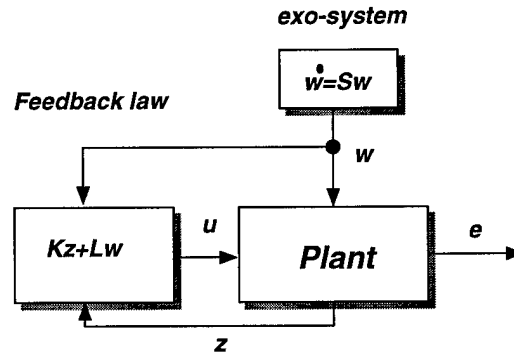 exo-system
ẇ=Sw
Feedback law
w
Kz+Lw
u
Plant
e
z